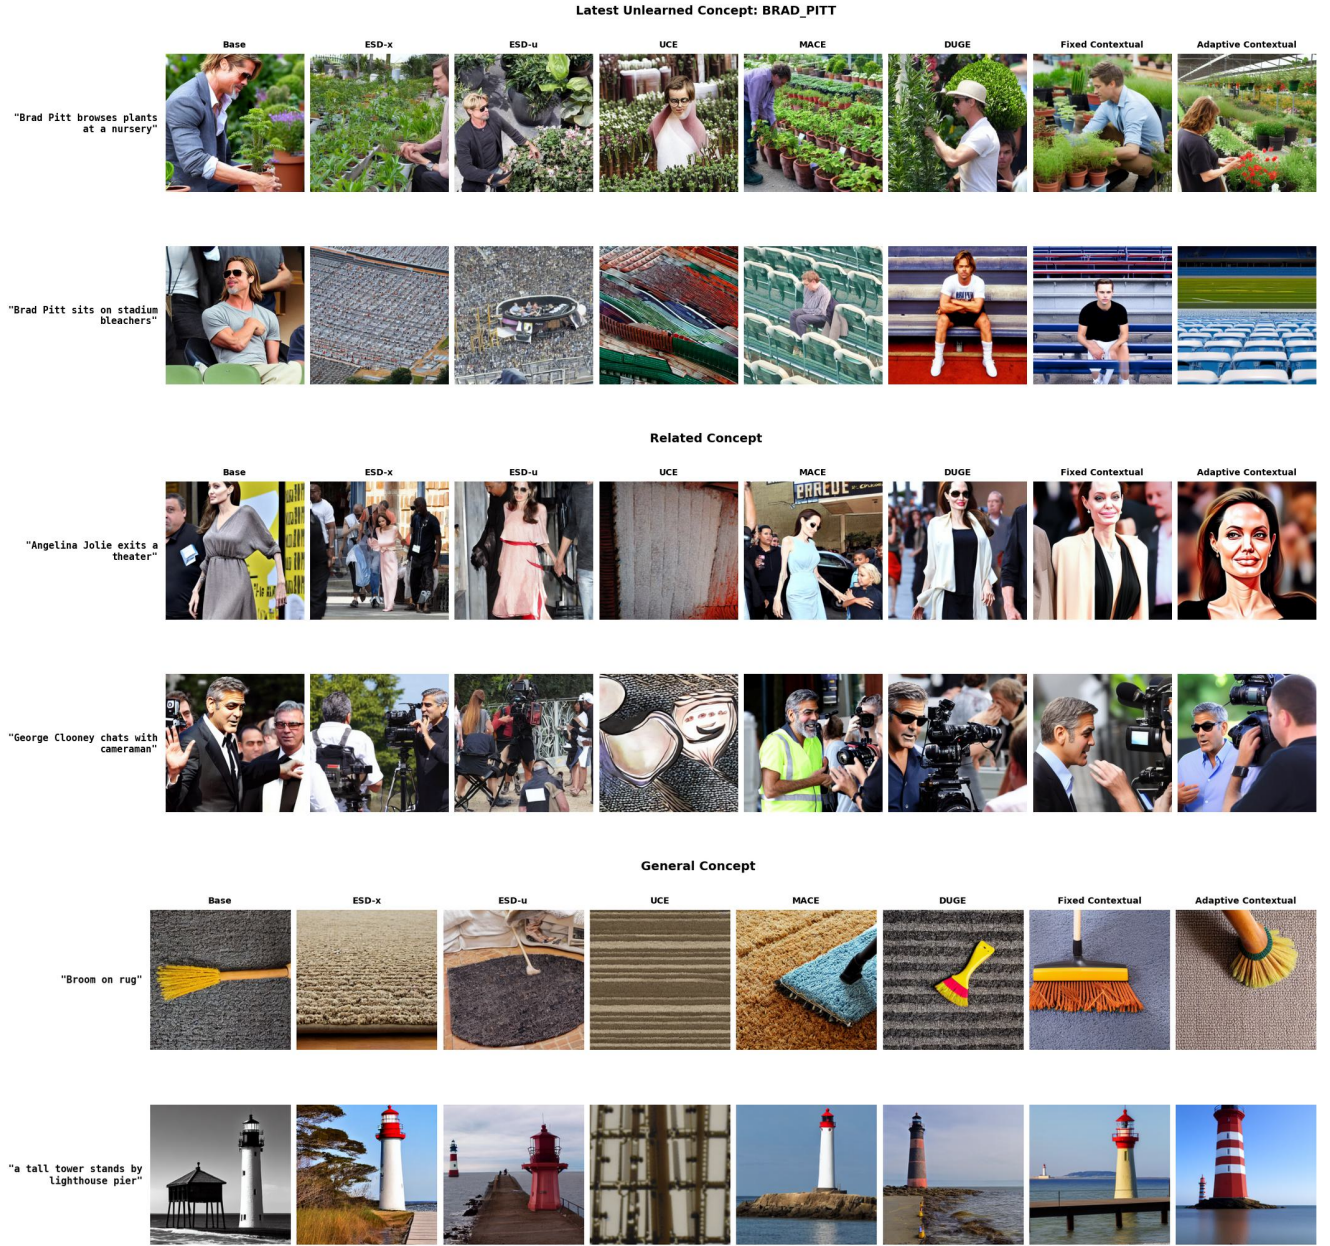 Latest Unlearned Concept: BRAD_PITT
Base ESD-x ESD-u UCE MACE DUGE Fixed Contextual Adaptive Contextual
"Brad Pitt browses plants
at a nursery"
"Brad Pitt sits on stadium
bleachers"
Related Concept
Base ESD-x ESD-u UCE MACE DUGE Fixed Contextual Adaptive Contextual
"Angelina Jolie exits a
theater"
"George Clooney chats with
cameraman"
General Concept
Base ESD-x ESD-u UCE MACE DUGE Fixed Contextual Adaptive Contextual
"Broom on rug"
"a tall tower stands by
lighthouse pier"